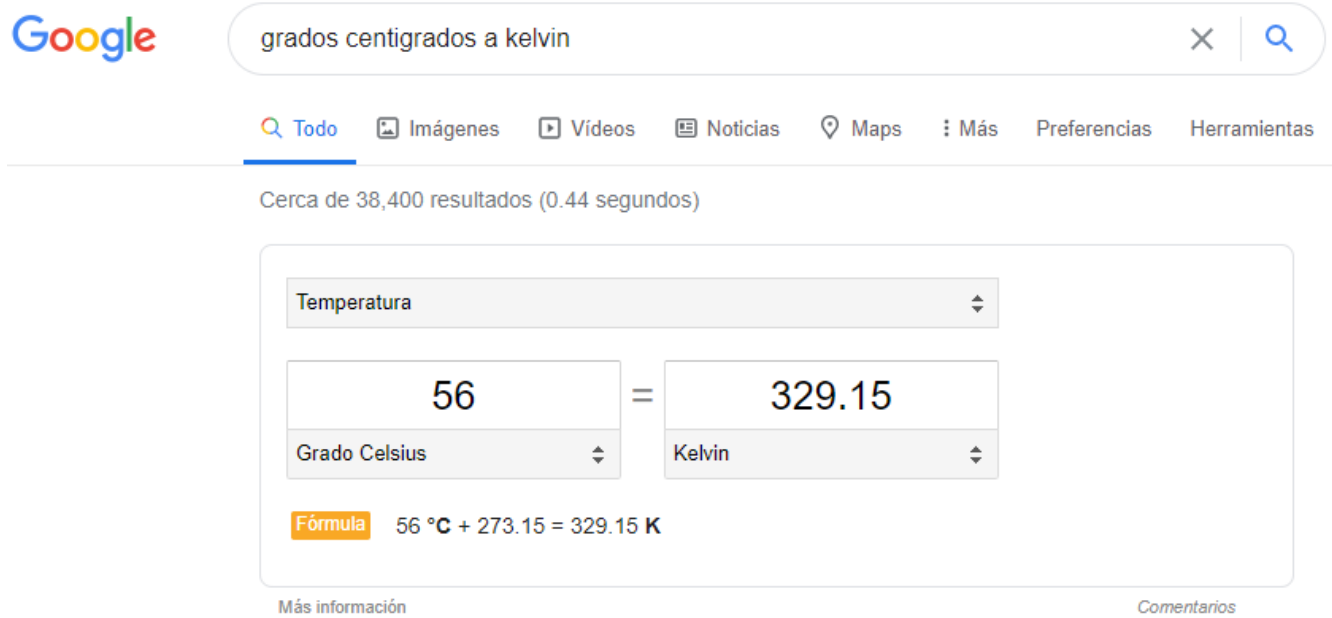 Google grados centigrados a kelvin
Todo Imágenes Vídeos Noticias Maps Más Preferencias Herramientas
Cerca de 38,400 resultados (0.44 segundos)
Temperatura
56 = 329.15
Grado Celsius Kelvin
Fórmula 56 °C + 273.15 = 329.15 K
Más información Comentarios